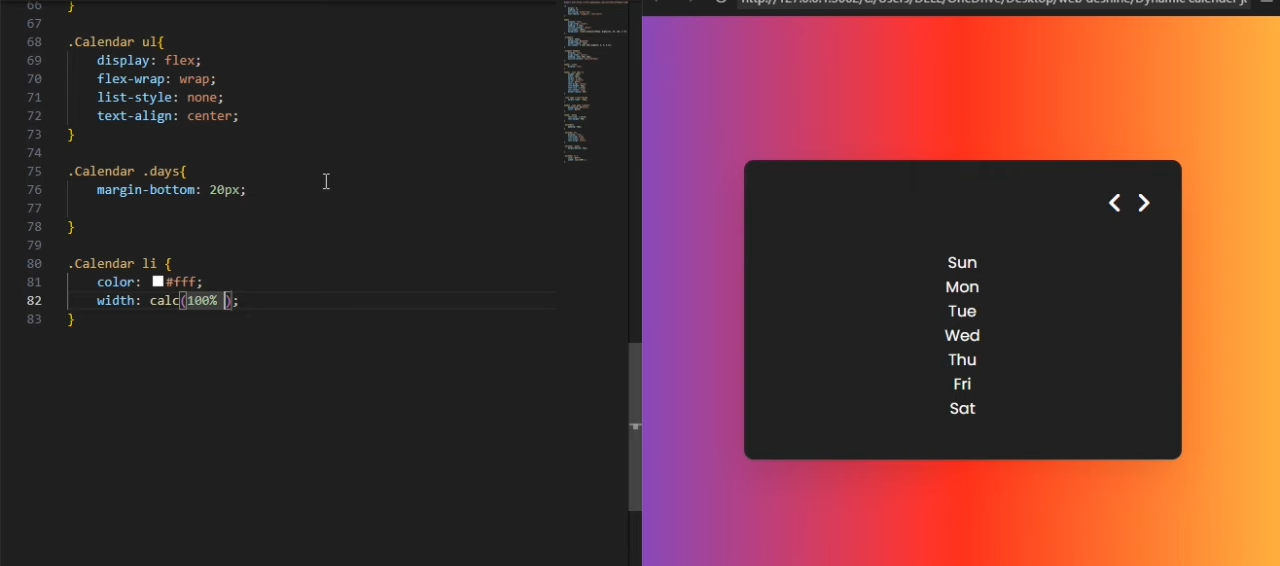 66 }
67
68 .Calendar ul{
69 display: flex;
70 flex-wrap: wrap;
71 list-style: none;
72 text-align: center;
73 }
74
75 .Calendar .days{
76 margin-bottom: 20px;
77
78 }
79
80 .Calendar li {
81 color: #fff;
82 width: calc(100% );
83 }
Sun
Mon
Tue
Wed
Thu
Fri
Sat